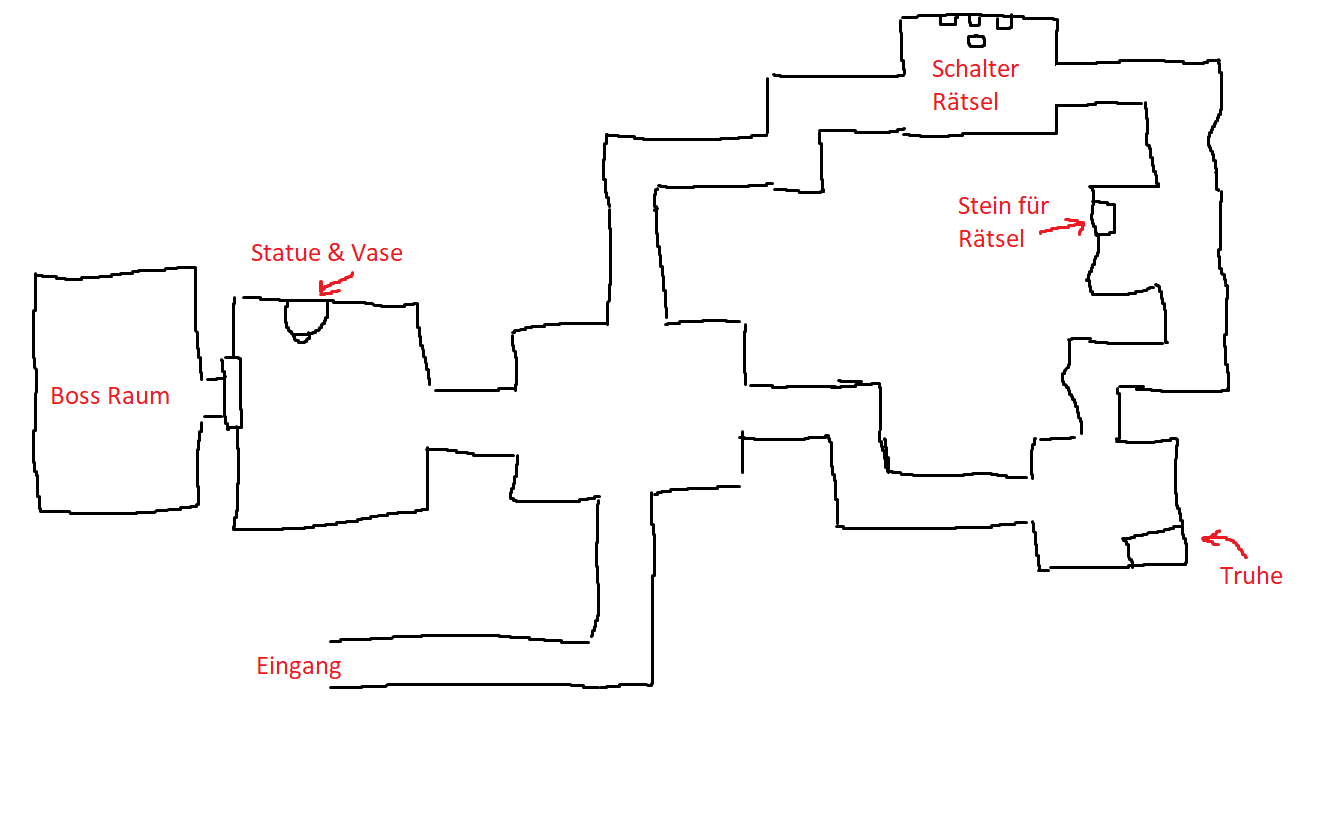 Schalter
Rätsel
Stein für
Rätsel
Statue & Vase
Boss Raum
Truhe
Eingang